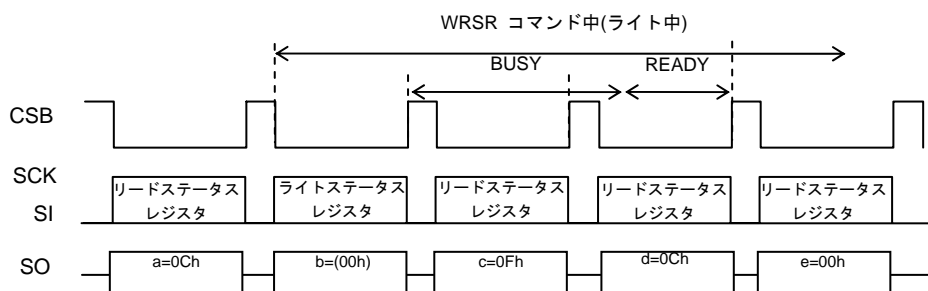 WRSR コマンド中(ライト中)
BUSY
READY
CSB
SCK
SI
リードステータス
レジスタ
ライトステータス
レジスタ
リードステータス
レジスタ
リードステータス
レジスタ
リードステータス
レジスタ
SO
a=0Ch
b=(00h)
c=0Fh
d=0Ch
e=00h